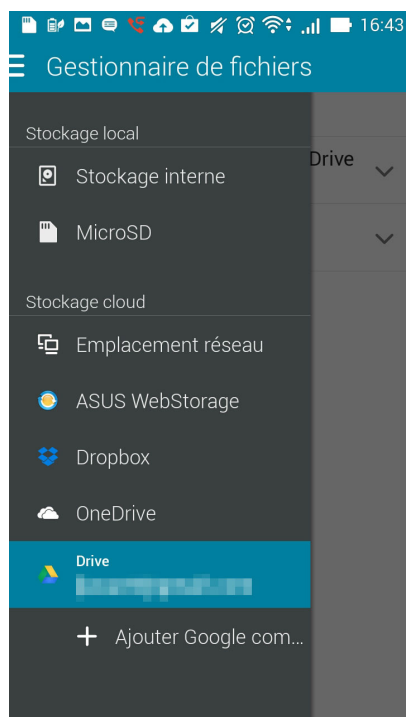 16:43
Gestionnaire de fichiers
Stockage local
Drive
Stockage interne
MicroSD
Stockage cloud
Emplacement réseau
ASUS WebStorage
Dropbox
OneDrive
Drive
+ Ajouter Google com...